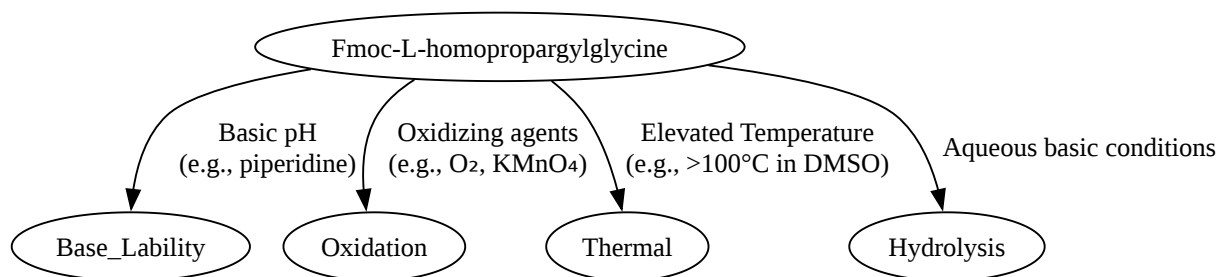 Fmoc-L-homopropargylglycine
Basic pH
(e.g., piperidine)
Oxidizing agents
(e.g., O₂, KMnO₄)
Elevated Temperature
(e.g., >100°C in DMSO)
Aqueous basic conditions
Base_Lability
Oxidation
Thermal
Hydrolysis